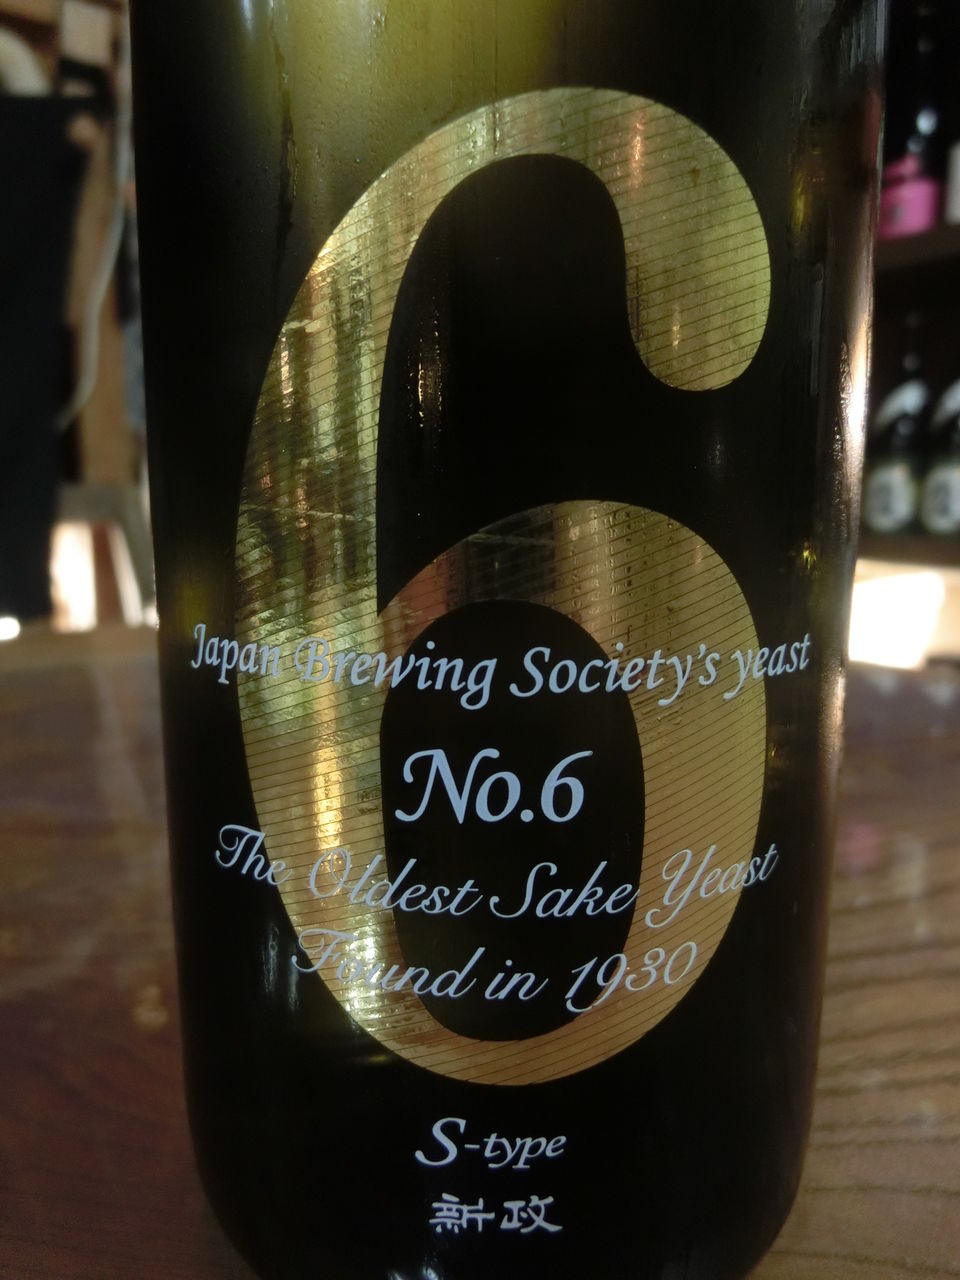 6
Japan Brewing Society's yeast
No.6
The Oldest Sake Yeast
Found in 1930
S-type
新政